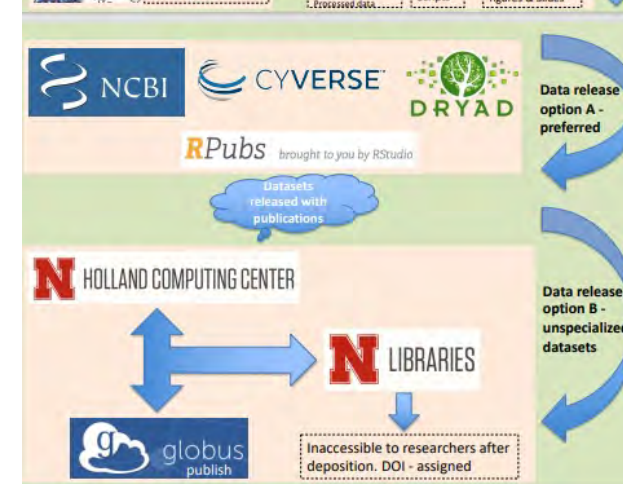 Processed data
NCBI
CYVERSE
DRYAD
Data release
option A -
preferred
RPubs brought to you by RStudio
Datasets
released with
publications
N HOLLAND COMPUTING CENTER
Data release
option B -
unspecialized
datasets
N LIBRARIES
globus
publish
Inaccessible to researchers after
deposition. DOI - assigned